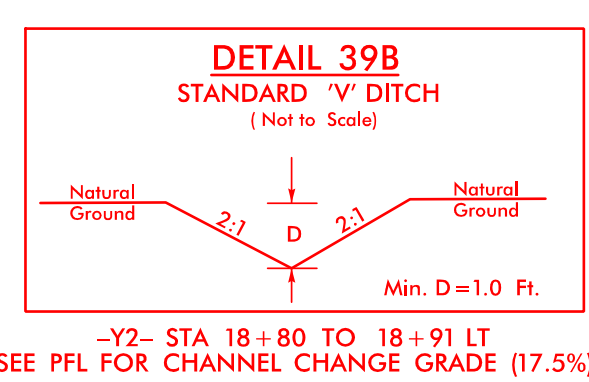 DETAIL 39B
STANDARD 'V' DITCH
( Not to Scale)
Natural
Ground
2:1
D
2:1
Natural
Ground
Min. D=1.0 Ft.
-Y2- STA 18+80 TO 18+91 LT
SEE PFL FOR CHANNEL CHANGE GRADE (17.5%)